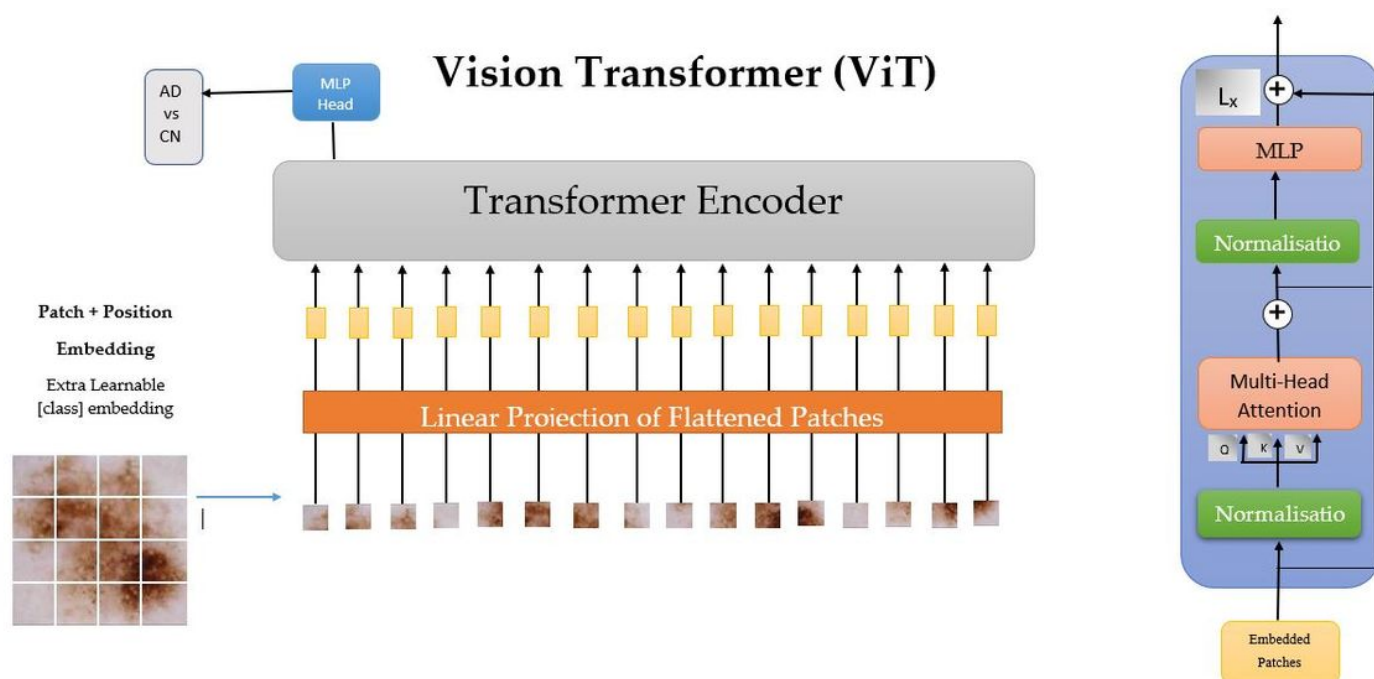 Vision Transformer (ViT)
AD
vs
CN
MLP
Head
Transformer Encoder
Patch + Position
Embedding
Extra Learnable
[class] embedding
Linear Projection of Flattened Patches
Lx
MLP
Normalisatio
Multi-Head
Attention
Q
K
V
Normalisatio
Embedded
Patches